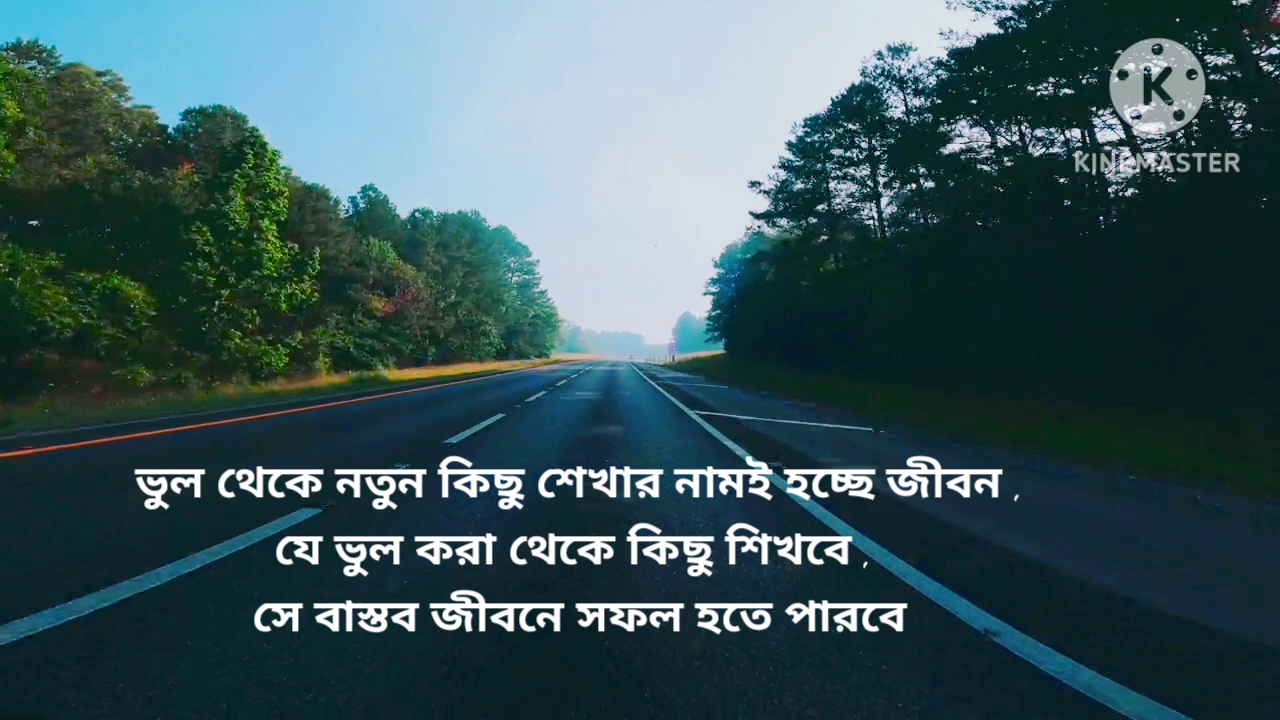 KINEMASTER
ভুল থেকে নতুন কিছু শেখার নামই হচ্ছে জীবন ,
যে ভুল করা থেকে কিছু শিখবে ,
সে বাস্তব জীবনে সফল হতে পারবে